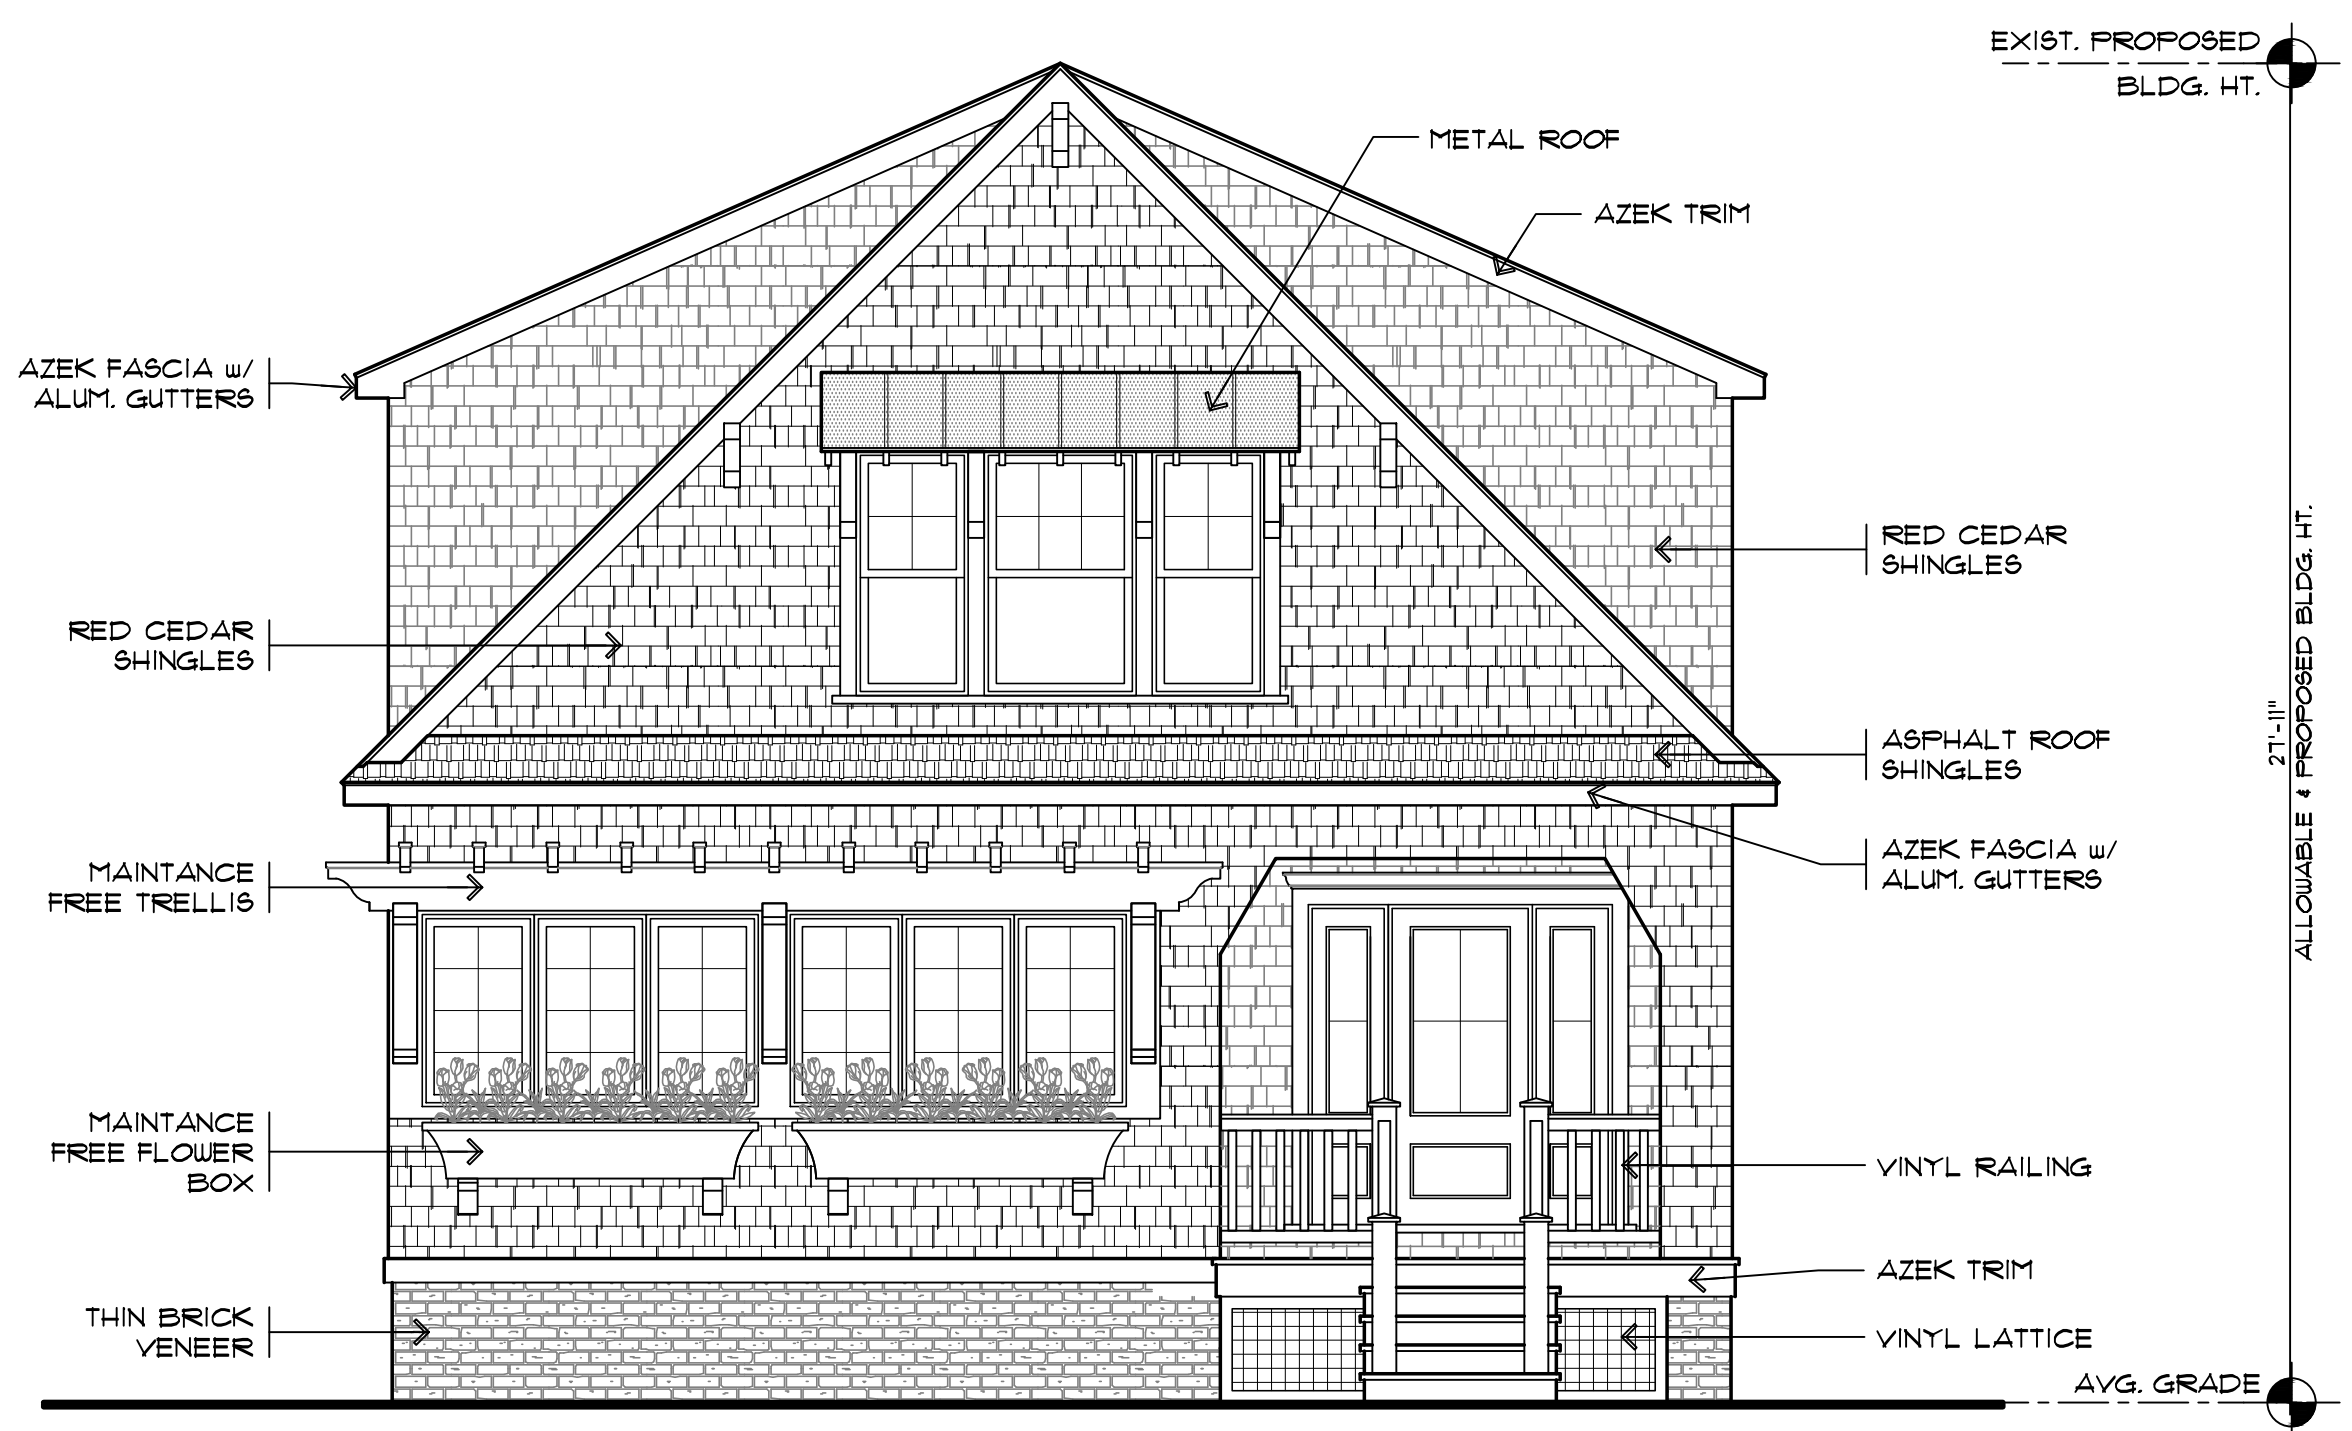 EXIST. PROPOSED
BLDG. HT.
METAL ROOF
AZEK TRIM
AZEK FASCIA w/
ALUM. GUTTERS
RED CEDAR
SHINGLES
RED CEDAR
SHINGLES
ASPHALT ROOF
SHINGLES
27'-11"
ALLOWABLE & PROPOSED BLDG. HT.
AZEK FASCIA w/
ALUM. GUTTERS
MAINTANCE
FREE TRELLIS
MAINTANCE
FREE FLOWER
BOX
VINYL RAILING
AZEK TRIM
THIN BRICK
VENEER
VINYL LATTICE
AVG. GRADE